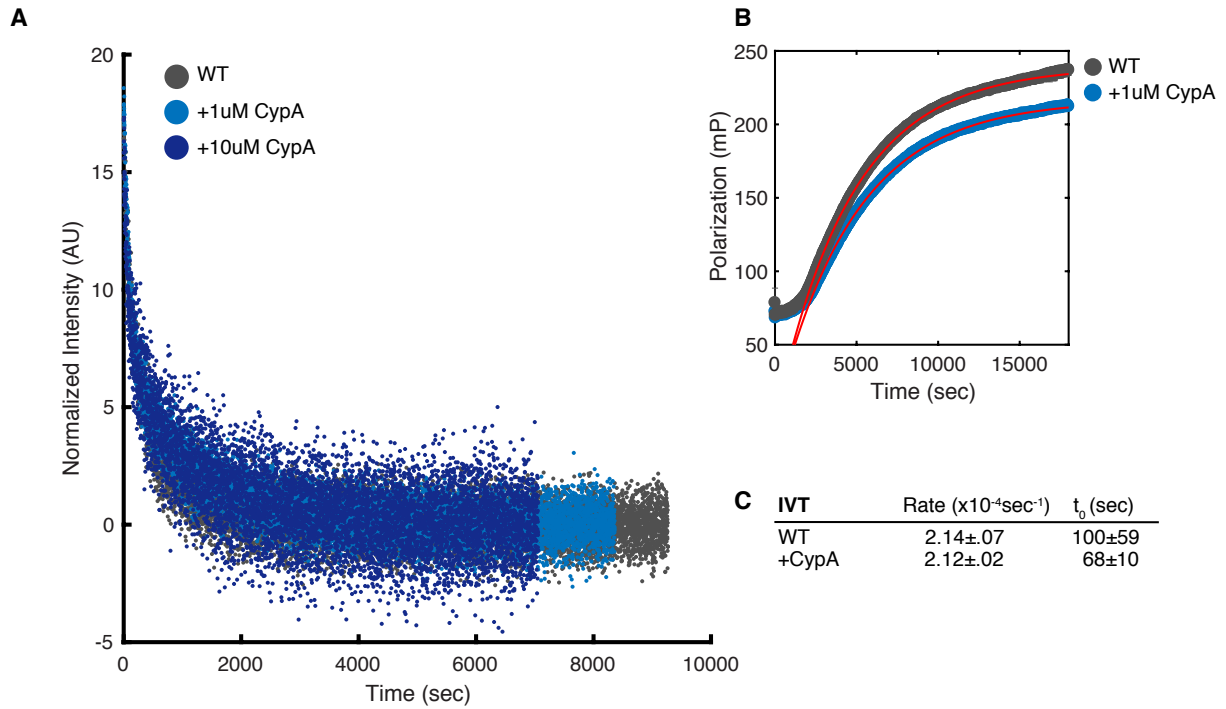 A
20
15
10
5
0
-5
Normalized Intensity (AU)
WT
+1uM CypA
+10uM CypA
0
2000
4000
6000
8000
10000
Time (sec)
B
250
200
150
100
50
Polarization (mP)
0
5000
10000
15000
Time (sec)
WT
+1uM CypA
C
IVT Rate (x10⁻⁴sec⁻¹) t₀ (sec)
WT 2.14±.07 100±59
+CypA 2.12±.02 68±10